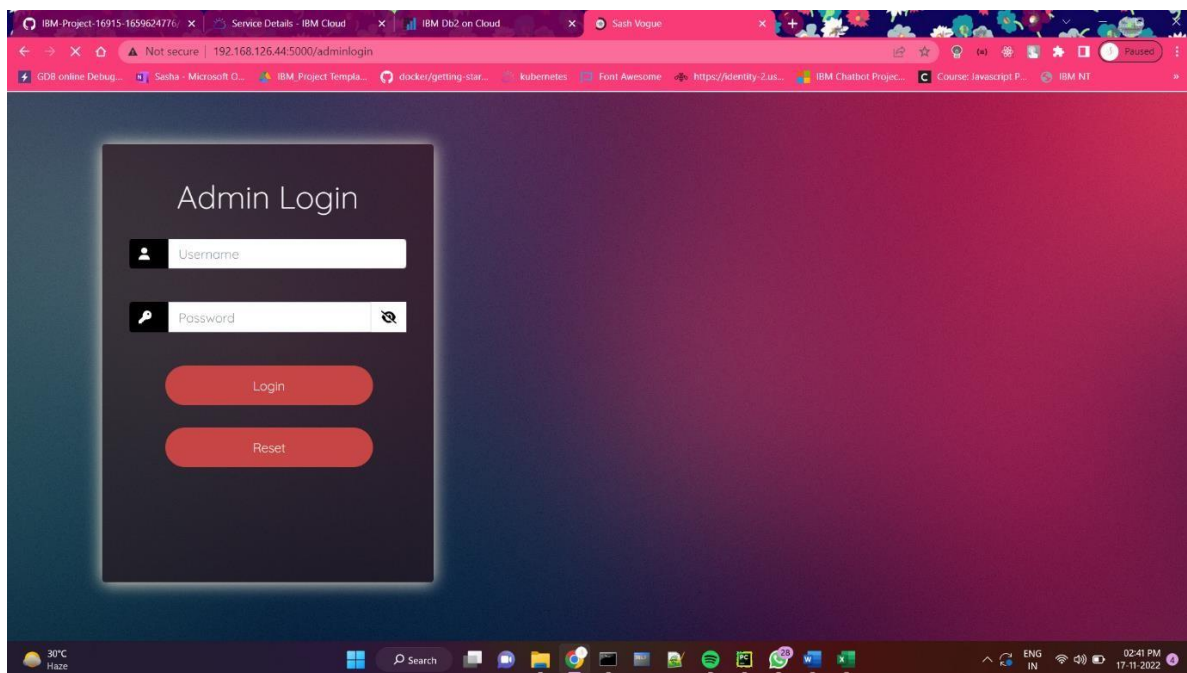 IBM-Project-16915-1659624776/
Service Details - IBM Cloud
IBM Db2 on Cloud
Sash Vogue
Not secure | 192.168.126.44:5000/adminlogin
Paused
GDB online Debug...
Sasha - Microsoft O...
IBM_Project Templa...
docker/getting-star...
kubernetes
Font Awesome
https://identity-2.us...
IBM Chatbot Projec...
Course: Javascript P...
IBM NT
»
Admin Login
Username
Password
Login
Reset
30°C
Haze
Search
28
ENG
IN
02:41 PM
17-11-2022
4